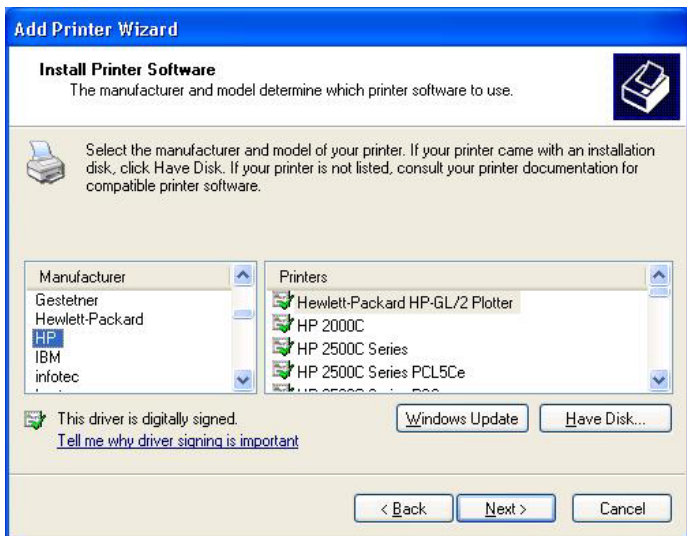 Add Printer Wizard
Install Printer Software
The manufacturer and model determine which printer software to use.
Select the manufacturer and model of your printer. If your printer came with an installation
disk, click Have Disk. If your printer is not listed, consult your printer documentation for
compatible printer software.
Manufacturer
Gestetner
Hewlett-Packard
HP
IBM
infotec
Printers
Hewlett-Packard HP-GL/2 Plotter
HP 2000C
HP 2500C Series
HP 2500C Series PCL5Ce
This driver is digitally signed.
Tell me why driver signing is important
Windows Update
Have Disk...
< Back
Next >
Cancel